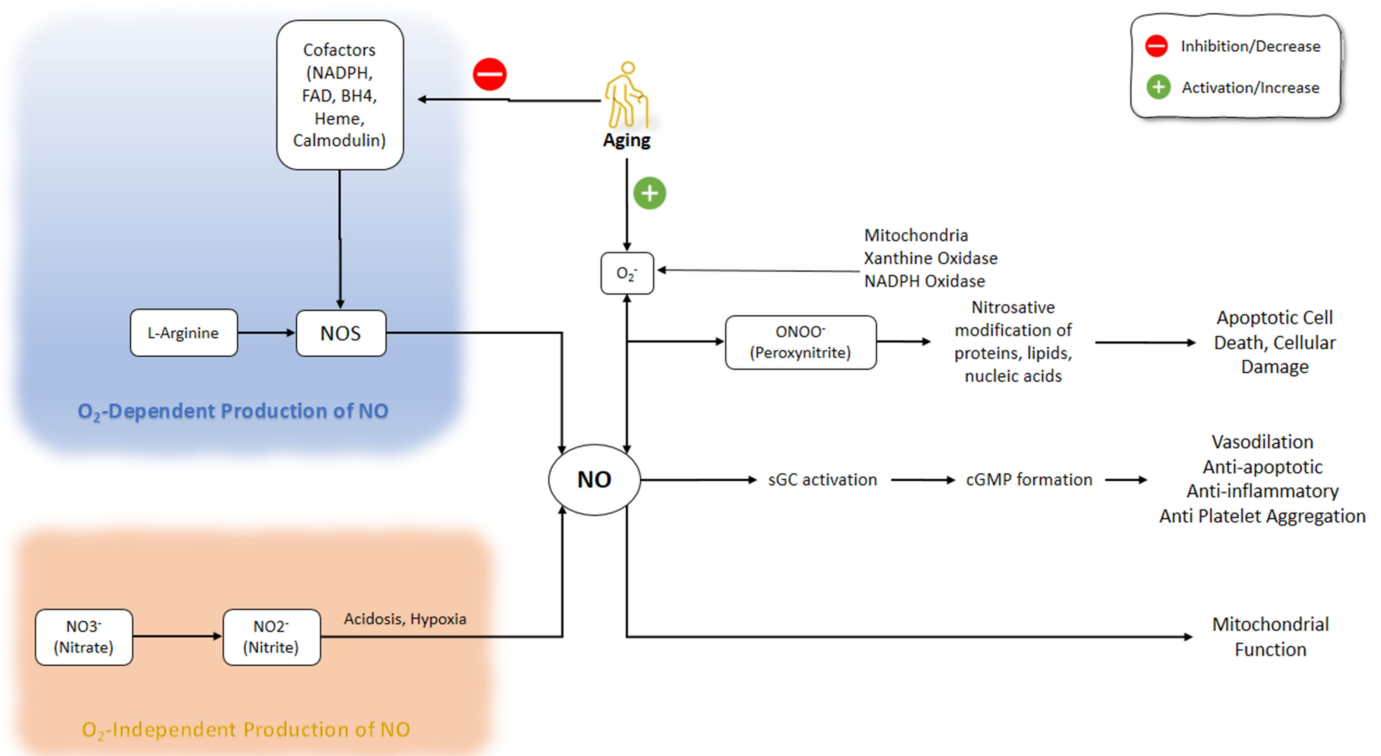 Cofactors
(NADPH,
FAD, BH4,
Heme,
Calmodulin)
Aging
Inhibition/Decrease
Activation/Increase
O₂⁻
Mitochondria
Xanthine Oxidase
NADPH Oxidase
L-Arginine
NOS
ONOO⁻
(Peroxynitrite)
Nitrosative
modification of
proteins, lipids,
nucleic acids
Apoptotic Cell
Death, Cellular
Damage
O₂-Dependent Production of NO
NO
sGC activation
cGMP formation
Vasodilation
Anti-apoptotic
Anti-inflammatory
Anti Platelet Aggregation
NO3⁻
(Nitrate)
NO2⁻
(Nitrite)
Acidosis, Hypoxia
Mitochondrial
Function
O₂-Independent Production of NO